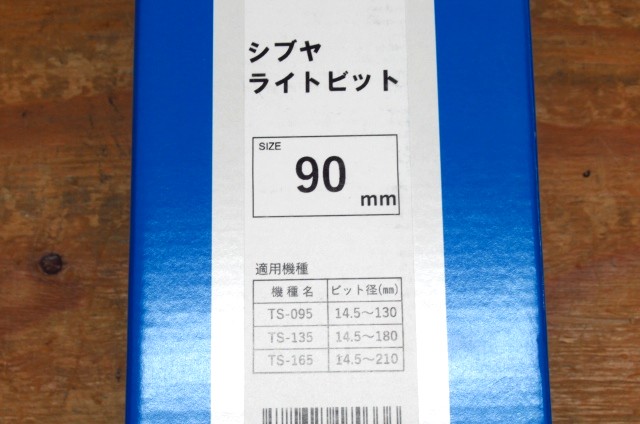 シブヤ
ライトビット
SIZE
90 mm
適用機種
機種名 ビット径(㎜)
TS-095 14.5～130
TS-135 14.5～180
TS-165 14.5～210